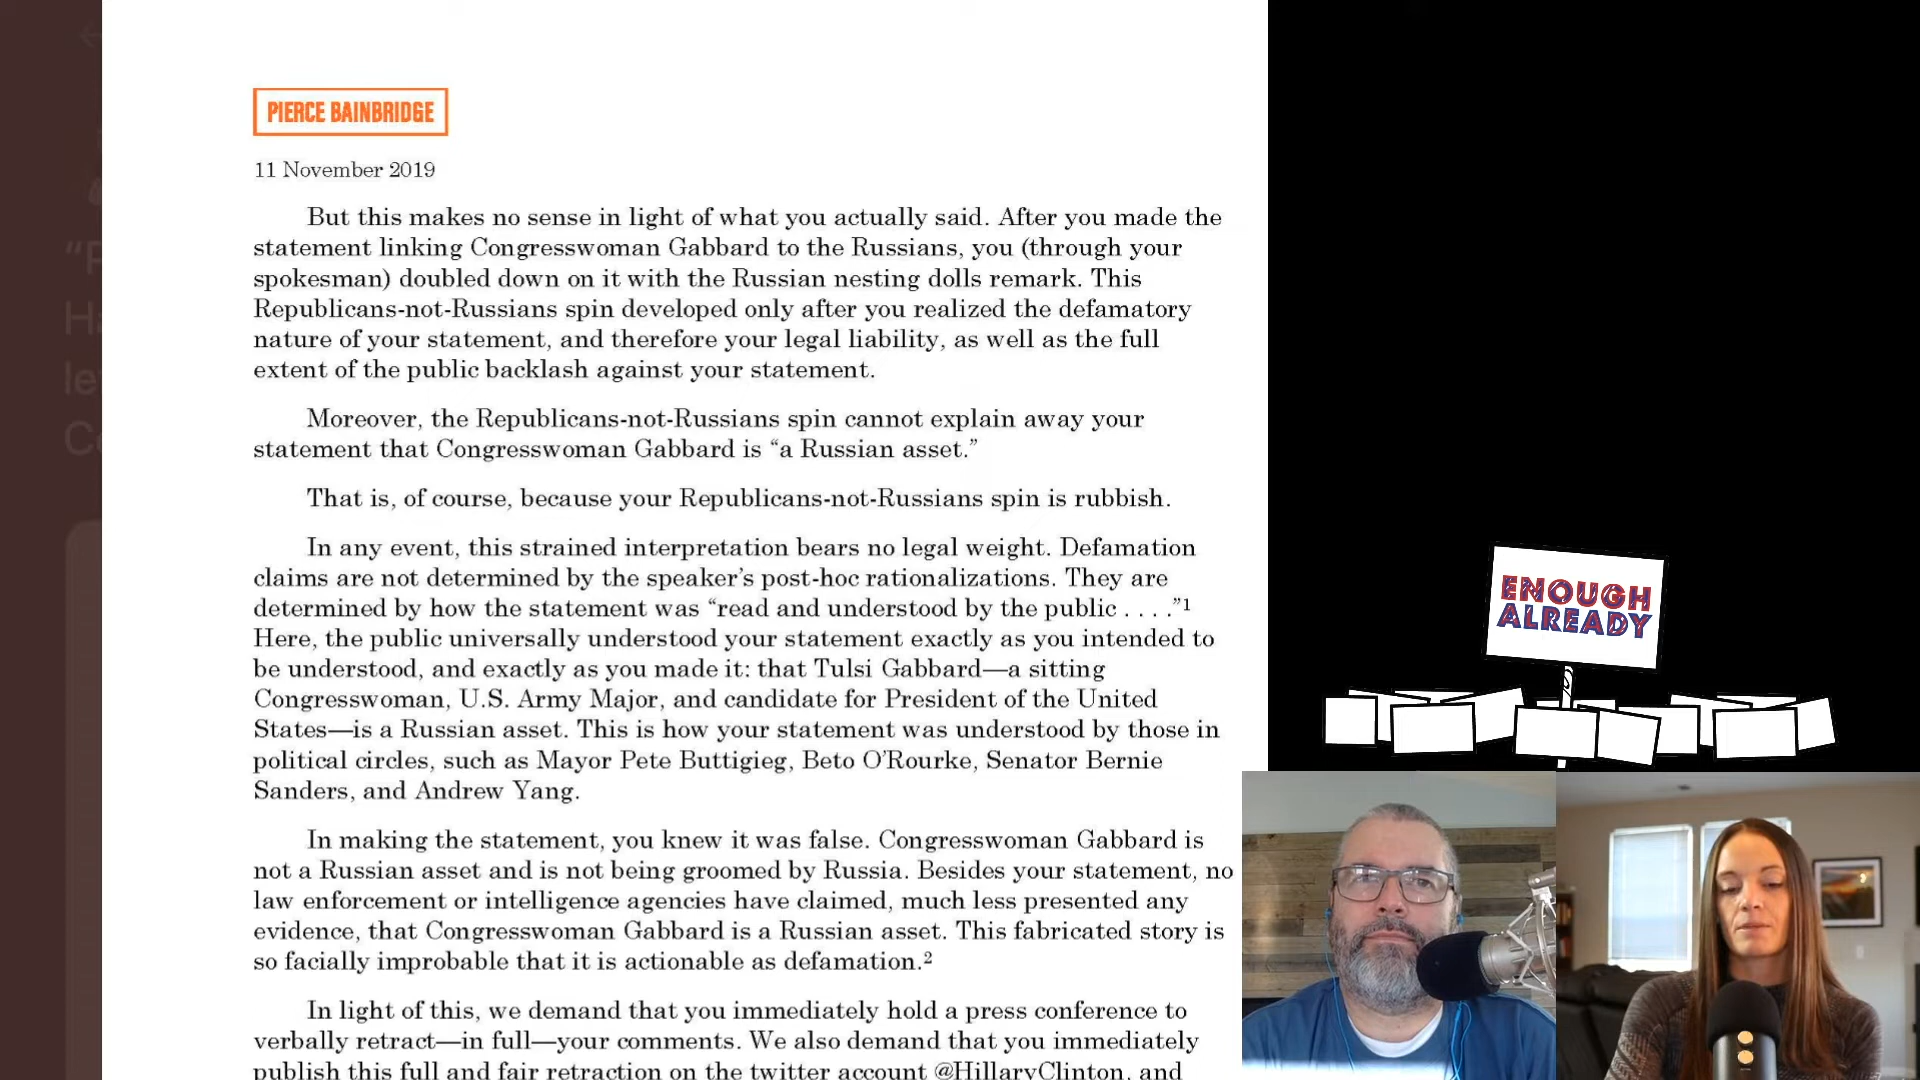 PIERCE BAINBRIDGE
11 November 2019
But this makes no sense in light of what you actually said. After you made the
statement linking Congresswoman Gabbard to the Russians, you (through your
spokesman) doubled down on it with the Russian nesting dolls remark. This
Republicans-not-Russians spin developed only after you realized the defamatory
nature of your statement, and therefore your legal liability, as well as the full
extent of the public backlash against your statement.
Moreover, the Republicans-not-Russians spin cannot explain away your
statement that Congresswoman Gabbard is “a Russian asset.”
That is, of course, because your Republicans-not-Russians spin is rubbish.
In any event, this strained interpretation bears no legal weight. Defamation
claims are not determined by the speaker’s post-hoc rationalizations. They are
determined by how the statement was “read and understood by the public . . . .”1
Here, the public universally understood your statement exactly as you intended to
be understood, and exactly as you made it: that Tulsi Gabbard—a sitting
Congresswoman, U.S. Army Major, and candidate for President of the United
States—is a Russian asset. This is how your statement was understood by those in
political circles, such as Mayor Pete Buttigieg, Beto O’Rourke, Senator Bernie
Sanders, and Andrew Yang.
In making the statement, you knew it was false. Congresswoman Gabbard is
not a Russian asset and is not being groomed by Russia. Besides your statement, no
law enforcement or intelligence agencies have claimed, much less presented any
evidence, that Congresswoman Gabbard is a Russian asset. This fabricated story is
so facially improbable that it is actionable as defamation.2
In light of this, we demand that you immediately hold a press conference to
verbally retract—in full—your comments. We also demand that you immediately
publish this full and fair retraction on the twitter account @HillaryClinton, and
ENOUGH
ALREADY